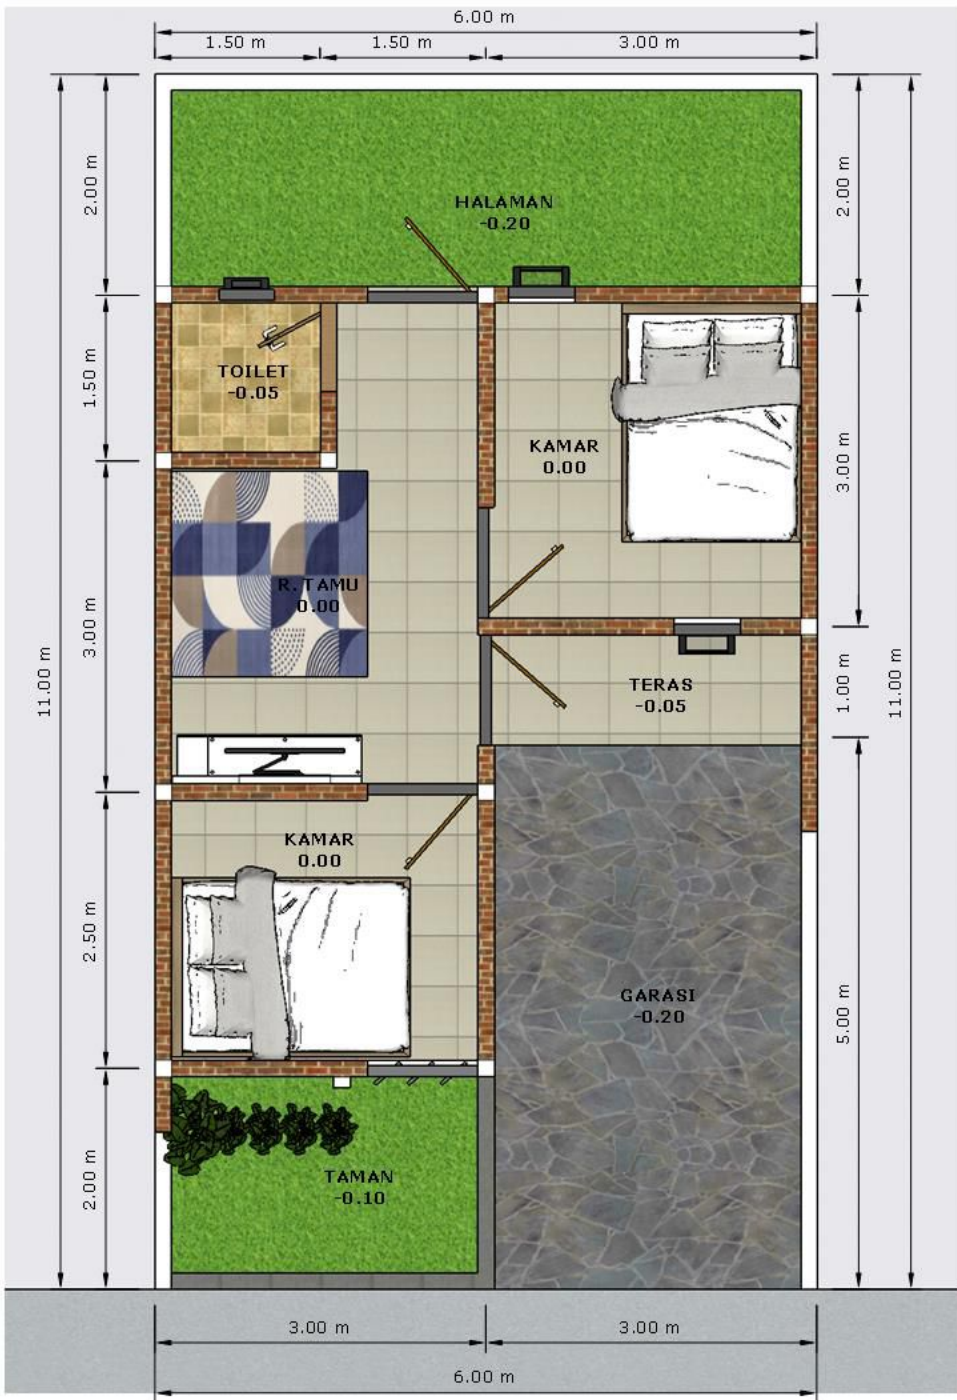 6.00 m
1.50 m
1.50 m
3.00 m
2.00 m
2.00 m
HALAMAN
-0.20
1.50 m
TOILET
-0.05
KAMAR
0.00
3.00 m
R. TAMU
0.00
3.00 m
11.00 m
TERAS
-0.05
1.00 m
11.00 m
KAMAR
0.00
2.50 m
GARASI
-0.20
5.00 m
TAMAN
-0.10
2.00 m
3.00 m
3.00 m
6.00 m